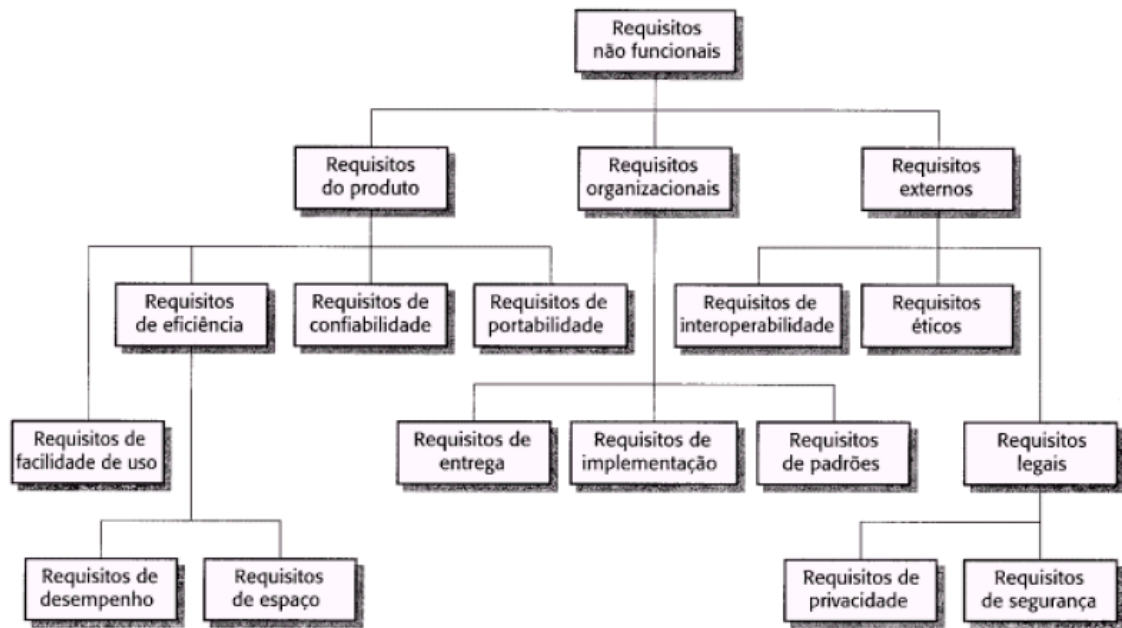 Requisitos
não funcionais
Requisitos
do produto
Requisitos
organizacionais
Requisitos
externos
Requisitos
de eficiência
Requisitos de
confiabilidade
Requisitos de
portabilidade
Requisitos de
interoperabilidade
Requisitos
éticos
Requisitos de
facilidade de uso
Requisitos de
entrega
Requisitos de
implementação
Requisitos
de padrões
Requisitos
legais
Requisitos de
desempenho
Requisitos
de espaço
Requisitos de
privacidade
Requisitos
de segurança